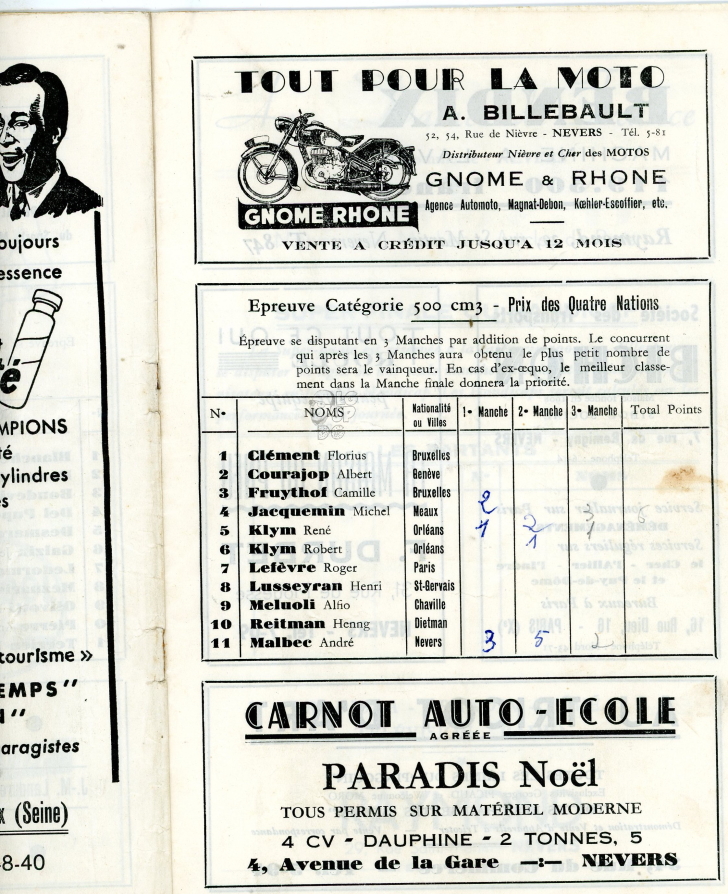 oujours
essence
é
MPIONS
té
ylindres
es
tourisme »
EMPS"
aragistes
x (Seine)
-8-40
TOUT POUR LA MOTO
A. BILLEBAULT
52, 54, Rue de Nièvre - NEVERS - Tél. 5-81
Distributeur Nièvre et Cher des MOTOS
GNOME & RHONE
GNOME RHONE
Agence Automoto, Magnat-Debon, Kœhler-Escoffier, etc.
VENTE A CRÉDIT JUSQU'A 12 MOIS
Epreuve Catégorie 500 cm3 - Prix des Quatre Nations
Épreuve se disputant en 3 Manches par addition de points. Le concurrent
qui après les 3 Manches aura obtenu le plus petit nombre de
points sera le vainqueur. En cas d'ex-œquo, le meilleur classe-
ment dans la Manche finale donnera la priorité.
N• NOMS Nationalité ou Villes 1• Manche 2• Manche 3• Manche Total Points
1 Clément Florius Bruxelles
2 Courajop Albert Genève
3 Fruythof Camille Bruxelles
4 Jacquemin Michel Meaux 2
5 Klym René Orléans 1 2
6 Klym Robert Orléans 1
7 Lefèvre Roger Paris
8 Lusseyran Henri St-Gervais
9 Meluoli Alfio Chaville
10 Reitman Henng Dietman
11 Malbec André Nevers 3 5 2
CARNOT AUTO-ECOLE
AGRÉÉE
PARADIS Noël
TOUS PERMIS SUR MATÉRIEL MODERNE
4 CV - DAUPHINE - 2 TONNES, 5
4, Avenue de la Gare —:— NEVERS